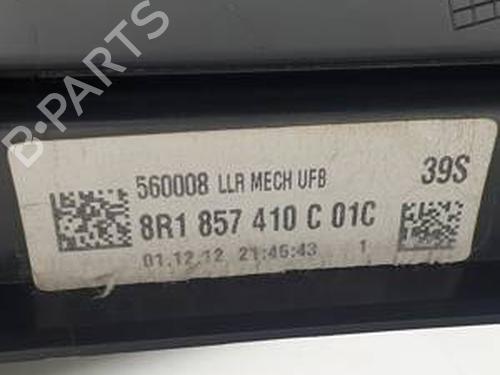 B-PARTS
560008 LLR MECH UFB 39S
8R1 857 410 C 01C
01.12.12 21:45:43 1